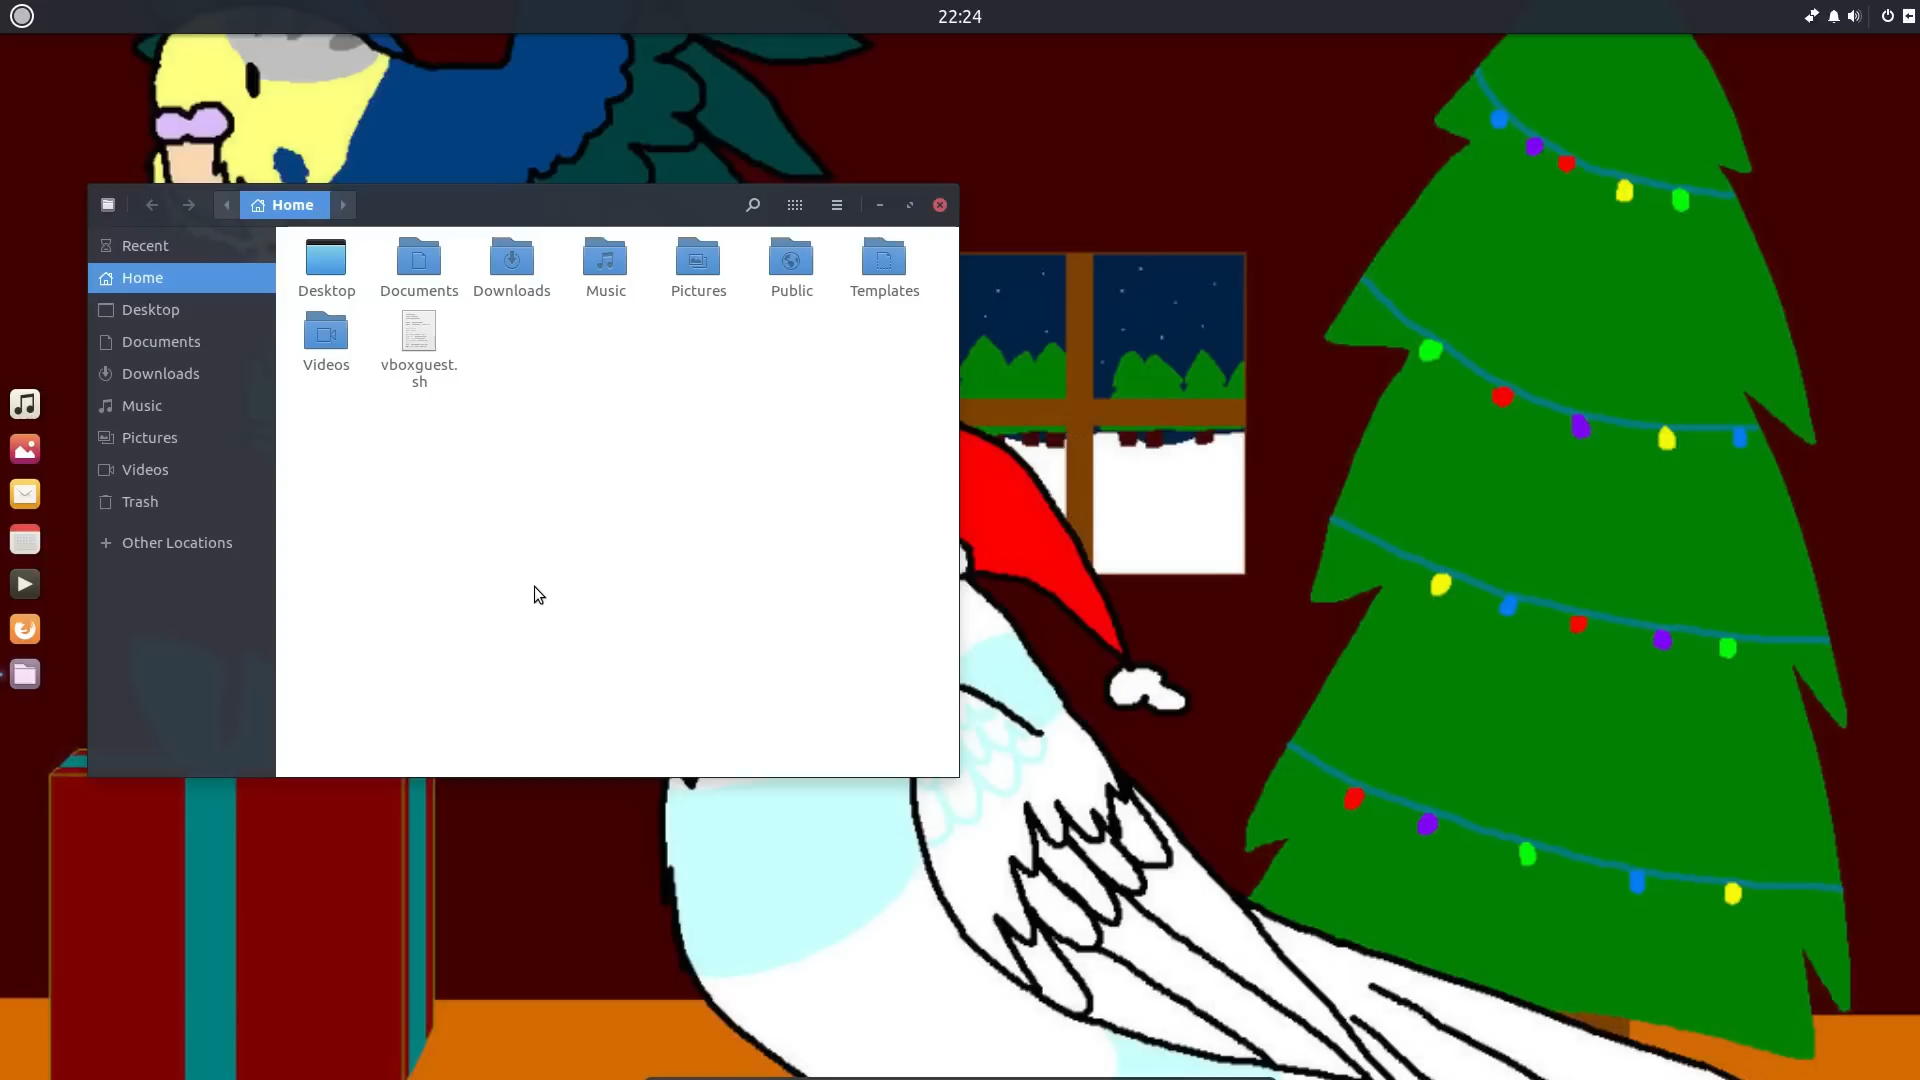 22:24
Home
Recent
Home
Desktop
Documents
Downloads
Music
Pictures
Videos
Trash
Other Locations
Desktop
Documents
Downloads
Music
Pictures
Public
Templates
Videos
vboxguest.
sh